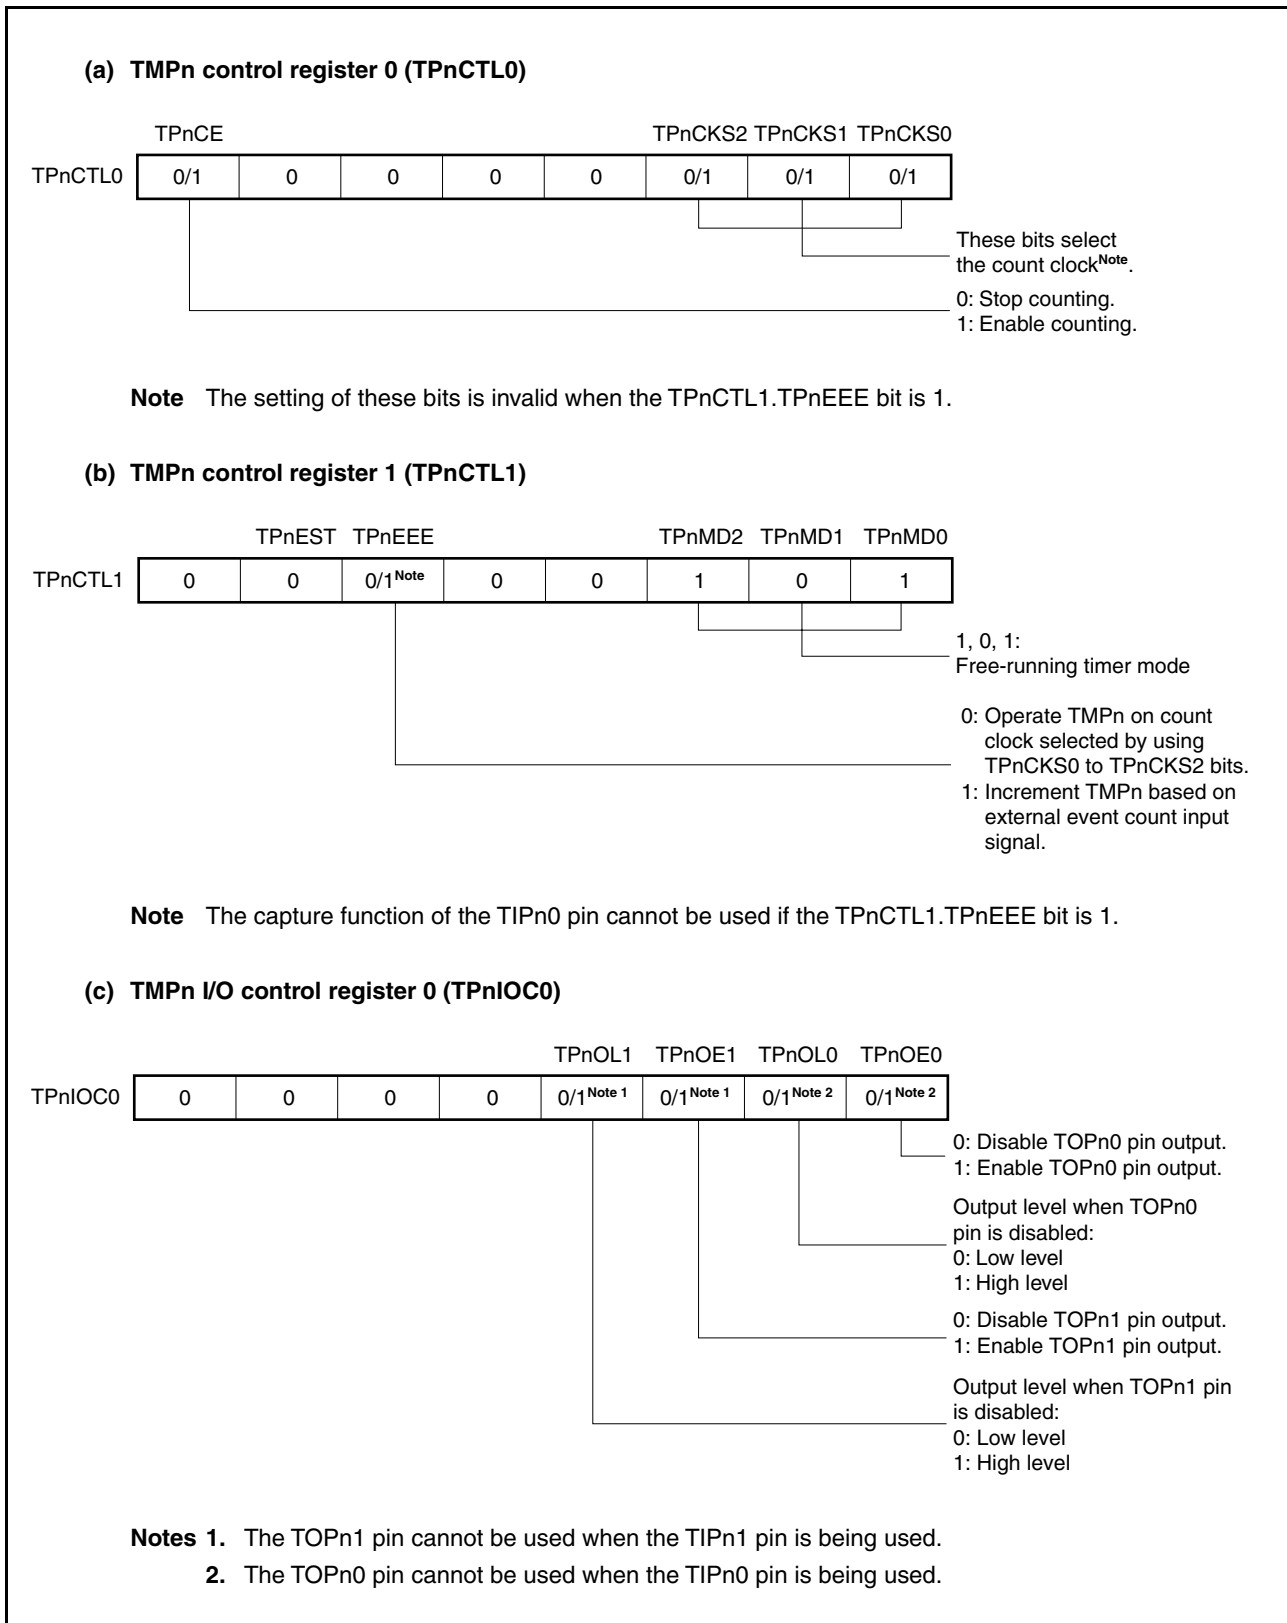 (a) TMPn control register 0 (TPnCTL0)
TPnCE TPnCKS2 TPnCKS1 TPnCKS0
TPnCTL0 0/1 0 0 0 0 0/1 0/1 0/1
These bits select
the count clockNote.
0: Stop counting.
1: Enable counting.
Note The setting of these bits is invalid when the TPnCTL1.TPnEEE bit is 1.
(b) TMPn control register 1 (TPnCTL1)
TPnEST TPnEEE TPnMD2 TPnMD1 TPnMD0
TPnCTL1 0 0 0/1Note 0 0 1 0 1
1, 0, 1:
Free-running timer mode
0: Operate TMPn on count
clock selected by using
TPnCKS0 to TPnCKS2 bits.
1: Increment TMPn based on
external event count input
signal.
Note The capture function of the TIPn0 pin cannot be used if the TPnCTL1.TPnEEE bit is 1.
(c) TMPn I/O control register 0 (TPnIOC0)
TPnOL1 TPnOE1 TPnOL0 TPnOE0
TPnIOC0 0 0 0 0 0/1Note 1 0/1Note 1 0/1Note 2 0/1Note 2
0: Disable TOPn0 pin output.
1: Enable TOPn0 pin output.
Output level when TOPn0
pin is disabled:
0: Low level
1: High level
0: Disable TOPn1 pin output.
1: Enable TOPn1 pin output.
Output level when TOPn1 pin
is disabled:
0: Low level
1: High level
Notes 1. The TOPn1 pin cannot be used when the TIPn1 pin is being used.
2. The TOPn0 pin cannot be used when the TIPn0 pin is being used.